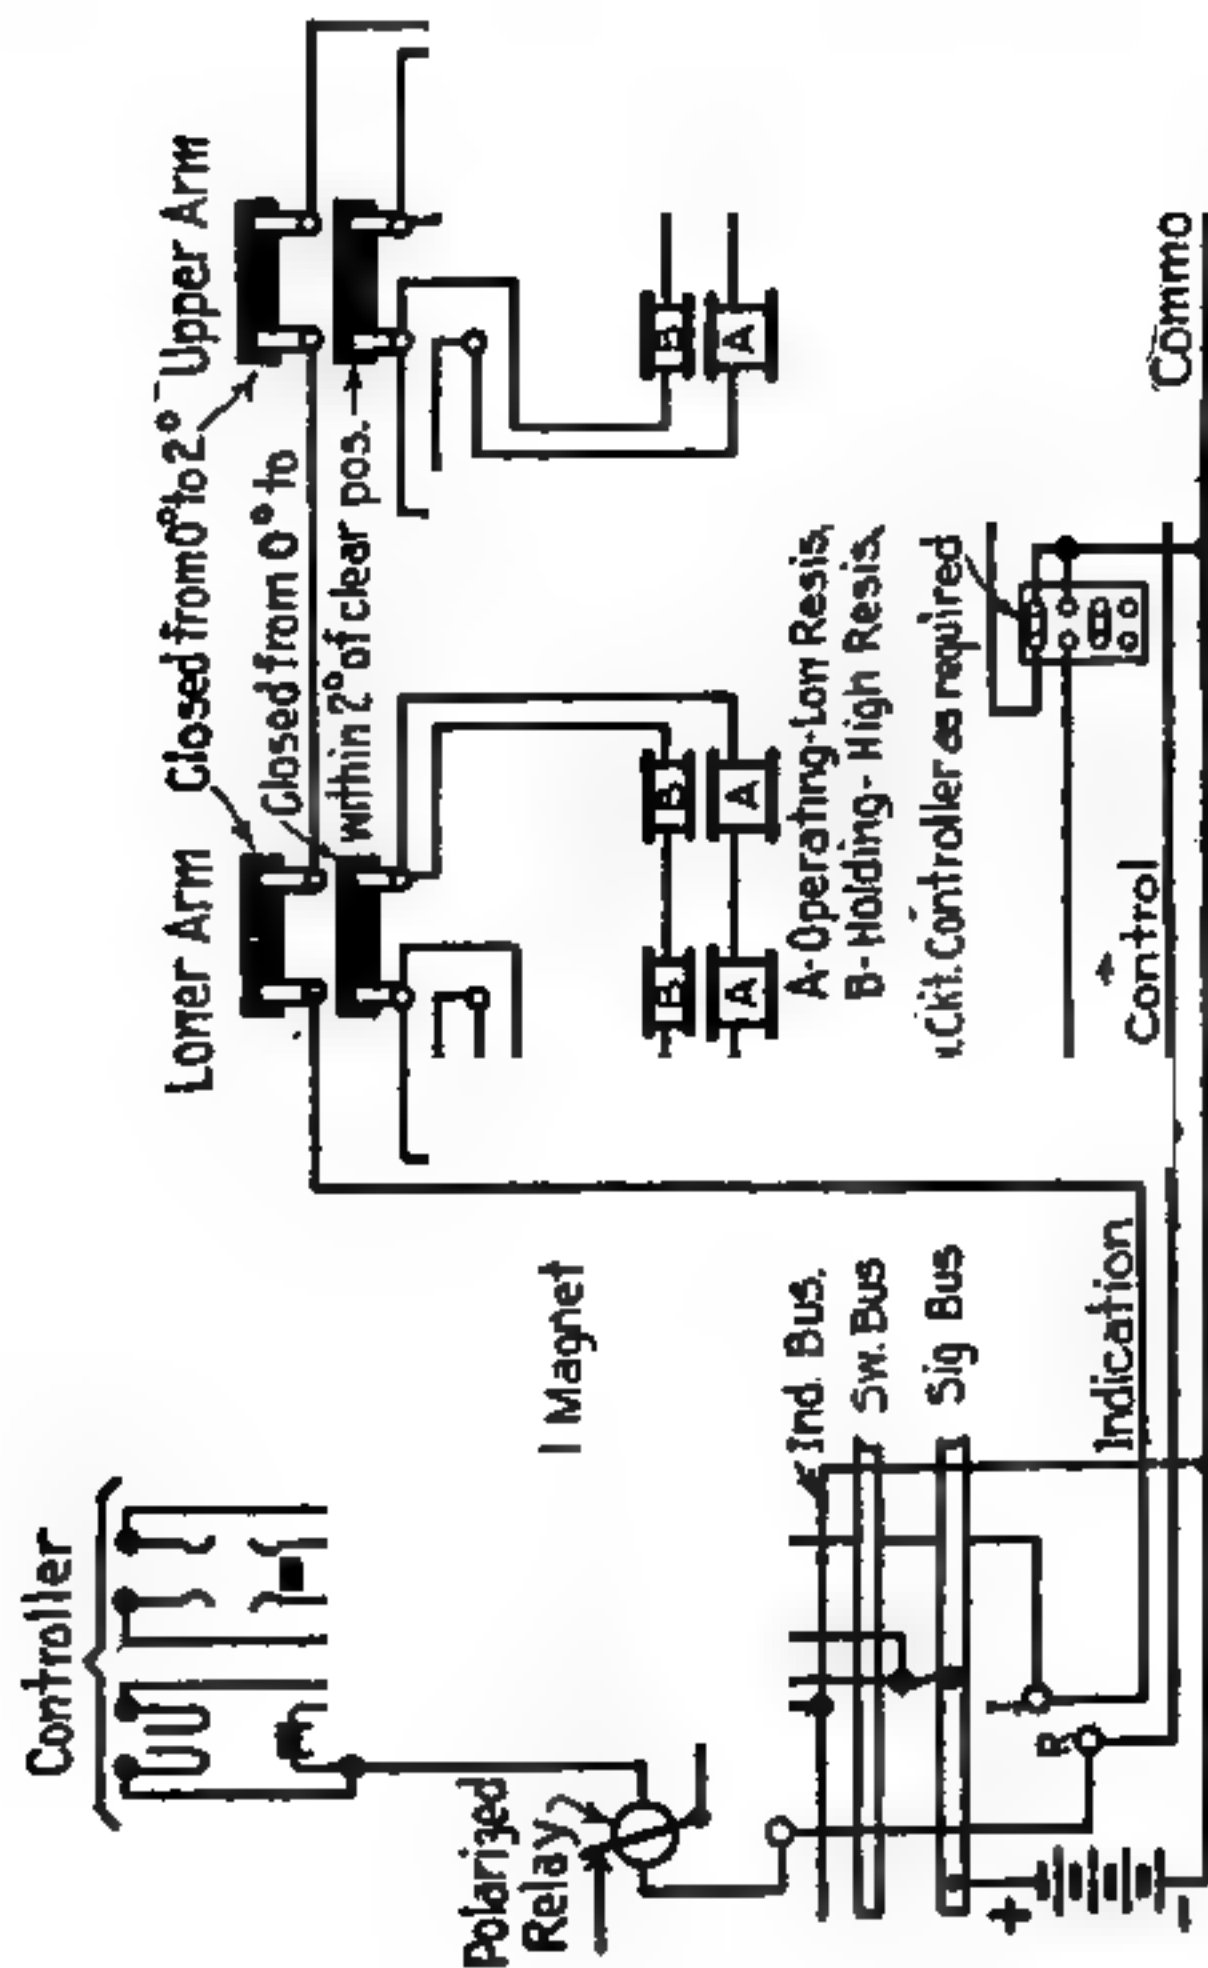 Controller
Polarized
Relay
I Magnet
Ind. Bus.
Sw. Bus
Sig Bus
+
-
R
I
Indication
Control
Lower Arm
Closed from 0° to 2°
Upper Arm
Closed from 0° to
within 2° of clear pos.
B
A
B
A
B
A
A-Operating-Low Resis.
B-Holding-High Resis.
Ckt. Controller as required
Commo